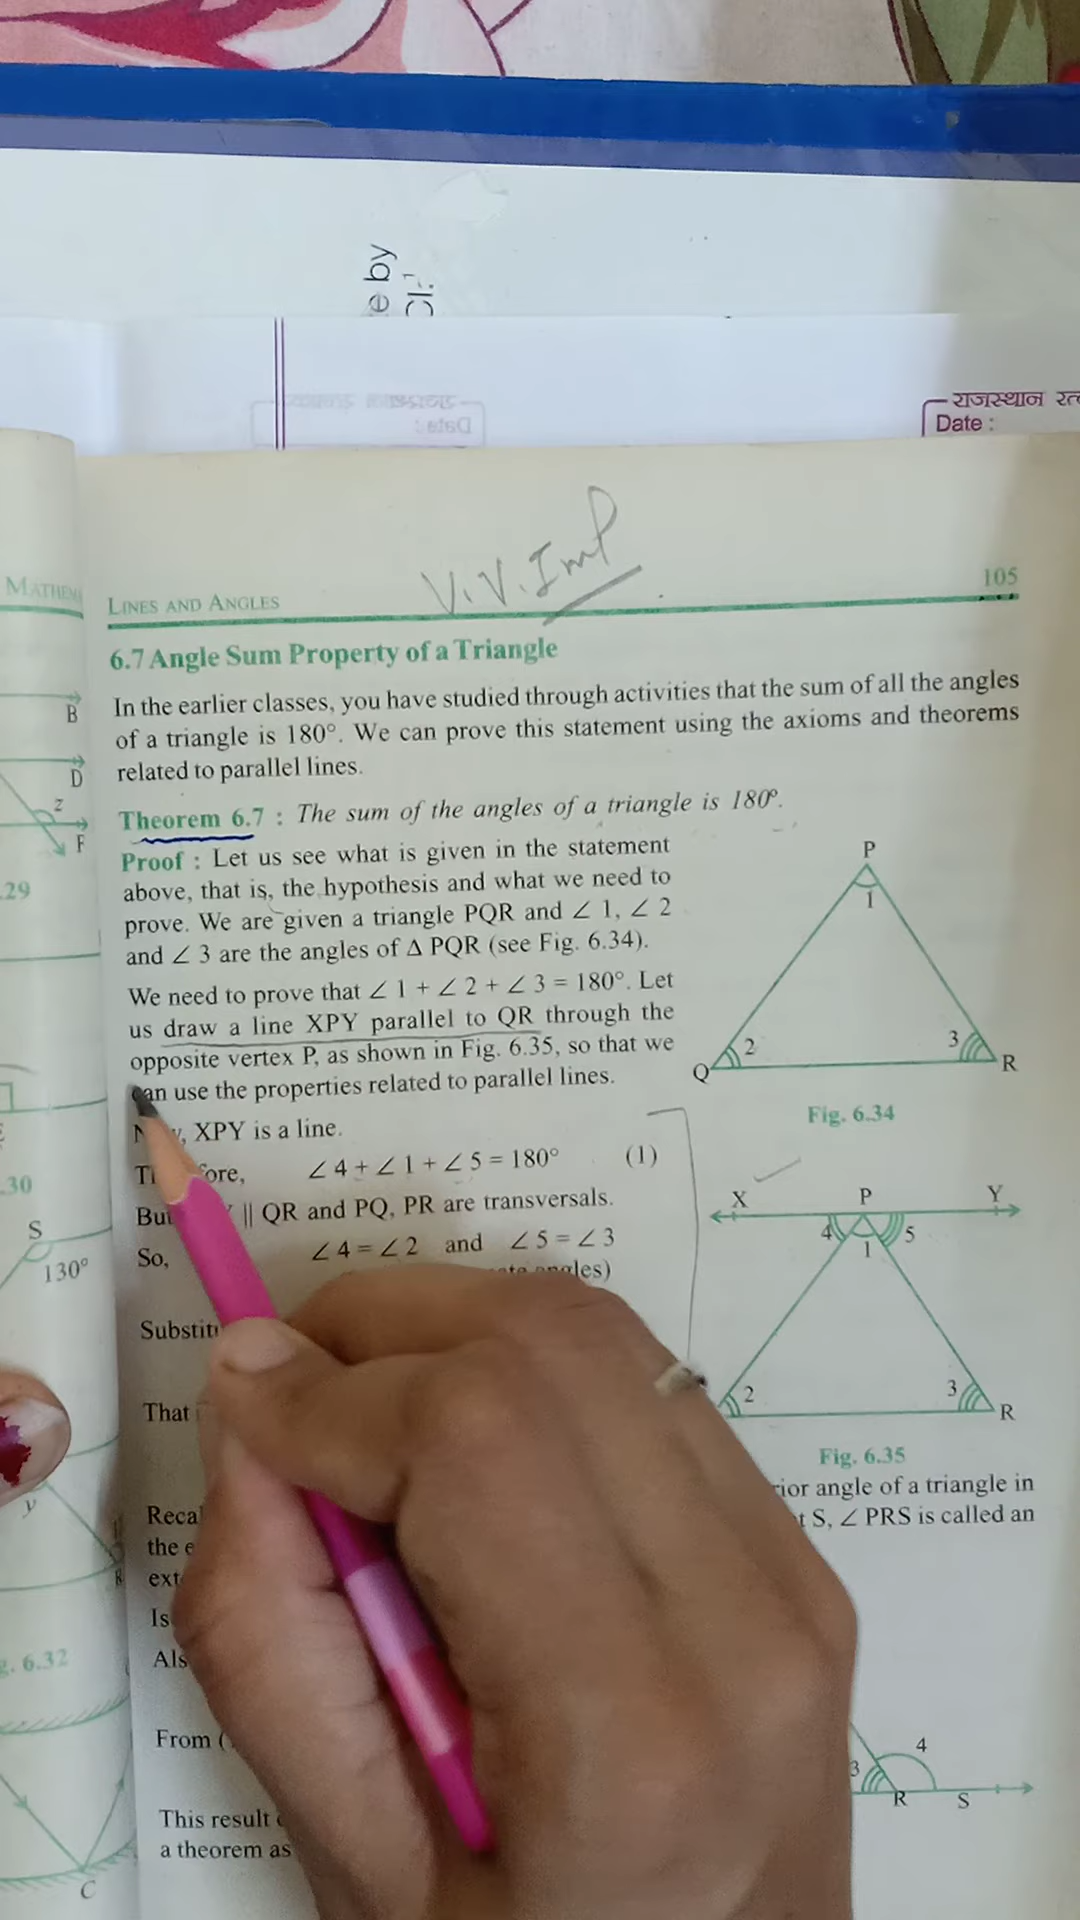 e by
राजस्थान
Date :
V.V. Imp
MATHEM
LINES AND ANGLES
105
6.7 Angle Sum Property of a Triangle
In the earlier classes, you have studied through activities that the sum of all the angles
of a triangle is 180°. We can prove this statement using the axioms and theorems
related to parallel lines.
Theorem 6.7 : The sum of the angles of a triangle is 180º.
Proof : Let us see what is given in the statement
above, that is, the hypothesis and what we need to
prove. We are given a triangle PQR and ∠ 1, ∠ 2
and ∠ 3 are the angles of Δ PQR (see Fig. 6.34).
We need to prove that ∠ 1 + ∠ 2 + ∠ 3 = 180°. Let
us draw a line XPY parallel to QR through the
opposite vertex P, as shown in Fig. 6.35, so that we
can use the properties related to parallel lines.
XPY is a line.
∠ 4 + ∠ 1 + ∠ 5 = 180° (1)
|| QR and PQ, PR are transversals.
So, ∠ 4 = ∠ 2 and ∠ 5 = ∠ 3
Substit
That
Reca
the e
ext
Is
Als
From (
This result
a theorem as
P
1
2
3
Q
R
Fig. 6.34
X
P
Y
4
5
1
2
3
R
Fig. 6.35
rior angle of a triangle in
S, ∠ PRS is called an
4
3
R
S
B
D
z
F
.29
.30
S
130°
y
g. 6.32
C